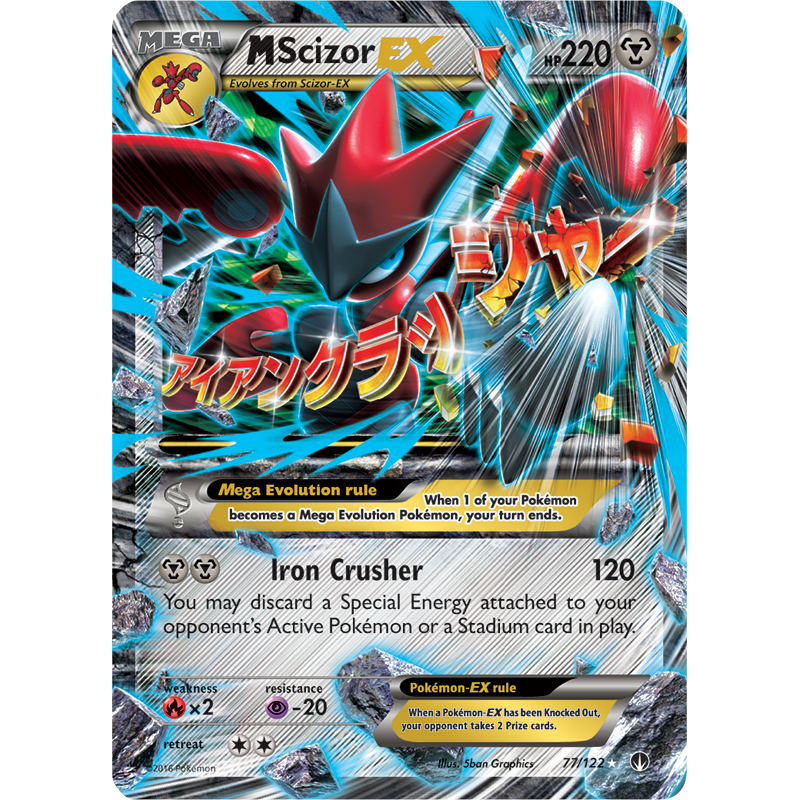 MEGA
MScizor EX
HP220
Evolves from Scizor-EX
アイアンクラッシャー
Mega Evolution rule
When 1 of your Pokémon
becomes a Mega Evolution Pokémon, your turn ends.
Iron Crusher 120
You may discard a Special Energy attached to your
opponent's Active Pokémon or a Stadium card in play.
weakness
×2
resistance
-20
retreat
Pokémon-EX rule
When a Pokémon-EX has been Knocked Out,
your opponent takes 2 Prize cards.
©2016 Pokémon
Illus. 5ban Graphics
77/122 ★